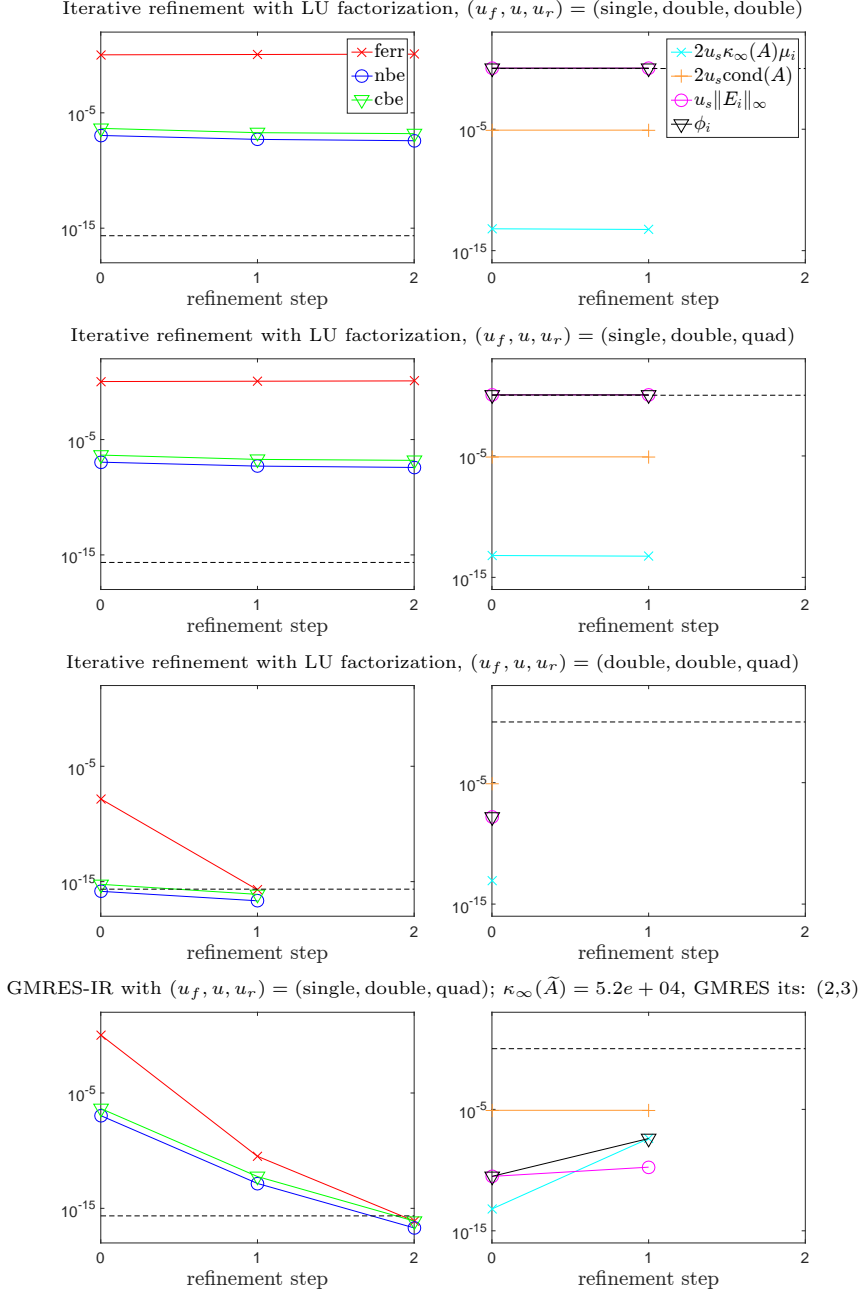 Iterative refinement with LU factorization, (u_f, u, u_r) = (single, double, double)
ferr
nbe
cbe
10^-5
10^-15
0 1 2
refinement step
2u_sκ_∞(A)μ_i
2u_scond(A)
u_s‖E_i‖_∞
ϕ_i
10^-5
10^-15
0 1 2
refinement step
Iterative refinement with LU factorization, (u_f, u, u_r) = (single, double, quad)
10^-5
10^-15
0 1 2
refinement step
10^-5
10^-15
0 1 2
refinement step
Iterative refinement with LU factorization, (u_f, u, u_r) = (double, double, quad)
10^-5
10^-15
0 1 2
refinement step
10^-5
10^-15
0 1 2
refinement step
GMRES-IR with (u_f, u, u_r) = (single, double, quad); κ_∞(Ã) = 5.2e + 04, GMRES its: (2,3)
10^-5
10^-15
0 1 2
refinement step
10^-5
10^-15
0 1 2
refinement step